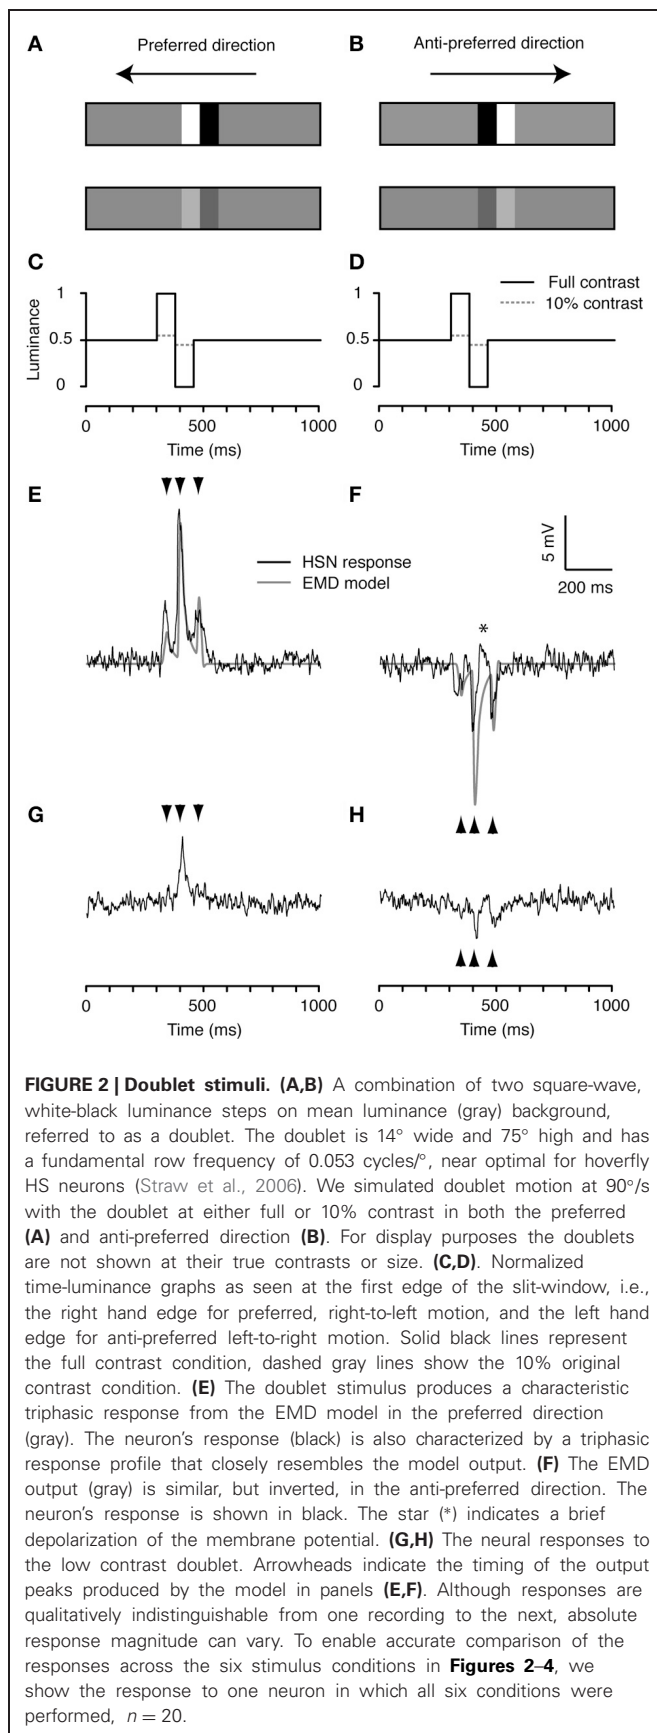 A
Preferred direction
B
Anti-preferred direction
C
D
Luminance
1
0.5
0
1
0.5
0
Full contrast
10% contrast
0
500
1000
Time (ms)
0
500
1000
Time (ms)
E
F
HSN response
EMD model
5 mV
200 ms
*
G
H
0
500
1000
Time (ms)
0
500
1000
Time (ms)
FIGURE 2 | Doublet stimuli. (A,B) A combination of two square-wave,
white-black luminance steps on mean luminance (gray) background,
referred to as a doublet. The doublet is 14° wide and 75° high and has
a fundamental row frequency of 0.053 cycles/°, near optimal for hoverfly
HS neurons (Straw et al., 2006). We simulated doublet motion at 90°/s
with the doublet at either full or 10% contrast in both the preferred
(A) and anti-preferred direction (B). For display purposes the doublets
are not shown at their true contrasts or size. (C,D). Normalized
time-luminance graphs as seen at the first edge of the slit-window, i.e.,
the right hand edge for preferred, right-to-left motion, and the left hand
edge for anti-preferred left-to-right motion. Solid black lines represent
the full contrast condition, dashed gray lines show the 10% original
contrast condition. (E) The doublet stimulus produces a characteristic
triphasic response from the EMD model in the preferred direction
(gray). The neuron's response (black) is also characterized by a triphasic
response profile that closely resembles the model output. (F) The EMD
output (gray) is similar, but inverted, in the anti-preferred direction. The
neuron's response is shown in black. The star (*) indicates a brief
depolarization of the membrane potential. (G,H) The neural responses to
the low contrast doublet. Arrowheads indicate the timing of the output
peaks produced by the model in panels (E,F). Although responses are
qualitatively indistinguishable from one recording to the next, absolute
response magnitude can vary. To enable accurate comparison of the
responses across the six stimulus conditions in Figures 2–4, we
show the response to one neuron in which all six conditions were
performed, n = 20.